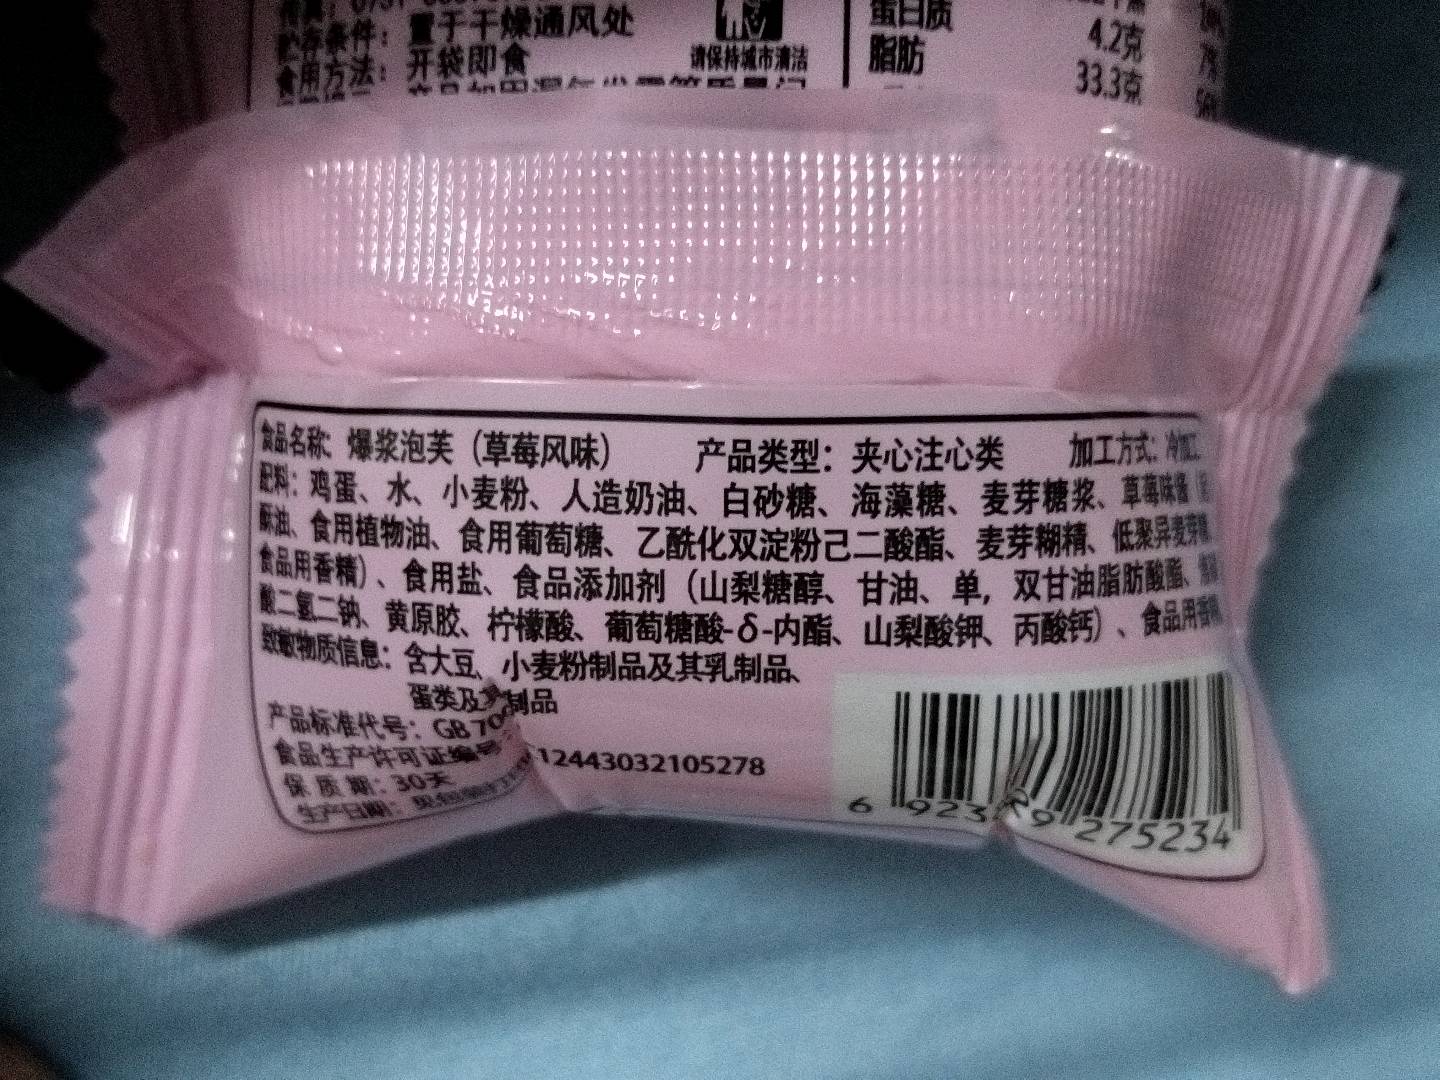 贮存条件：置于干燥通风处
食用方法：开袋即食
请保持城市清洁
蛋白质 4.2克 7%
脂肪 33.3克
食品名称：爆浆泡芙（草莓风味） 产品类型：夹心注心类 加工方式：冷加工
配料：鸡蛋、水、小麦粉、人造奶油、白砂糖、海藻糖、麦芽糖浆、草莓味酱
酥油、食用植物油、食用葡萄糖、乙酰化双淀粉己二酸酯、麦芽糊精、低聚异麦芽
食品用香精）、食用盐、食品添加剂（山梨糖醇、甘油、单，双甘油脂肪酸酯、
酸二氢二钠、黄原胶、柠檬酸、葡萄糖酸-δ-内酯、山梨酸钾、丙酸钙）、食品用香
致敏物质信息：含大豆、小麦粉制品及其乳制品、
蛋类及其制品
产品标准代号：GB 70
食品生产许可证编号 12443032105278
保质期：30天
生产日期：
6 923 9 275234